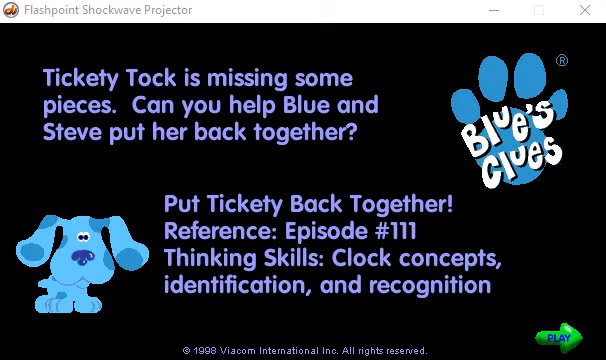 Flashpoint Shockwave Projector
Tickety Tock is missing some
pieces. Can you help Blue and
Steve put her back together?
®
Blue's
Clues
Put Tickety Back Together!
Reference: Episode #111
Thinking Skills: Clock concepts,
identification, and recognition
PLAY
© 1998 Viacom International Inc. All rights reserved.